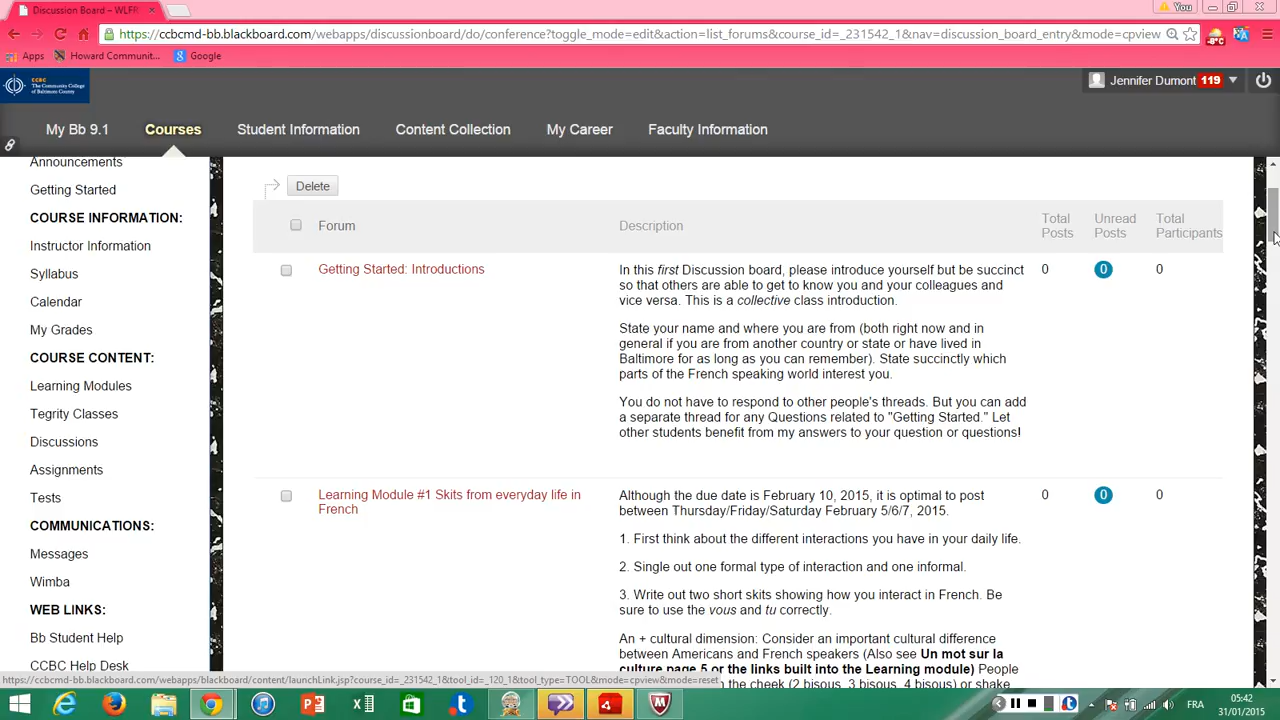 Discussion Board – WLFR
You
https://ccbcmd-bb.blackboard.com/webapps/discussionboard/do/conference?toggle_mode=edit&action=list_forums&course_id=_231542_1&nav=discussion_board_entry&mode=cpview
-8°C
Apps Howard Communit... Google
CCBC
The Community College
of Baltimore County
Jennifer Dumont 119
My Bb 9.1 Courses Student Information Content Collection My Career Faculty Information
Announcements
Getting Started
COURSE INFORMATION:
Instructor Information
Syllabus
Calendar
My Grades
COURSE CONTENT:
Learning Modules
Tegrity Classes
Discussions
Assignments
Tests
COMMUNICATIONS:
Messages
Wimba
WEB LINKS:
Bb Student Help
CCBC Help Desk
Delete
Forum Description Total Posts Unread Posts Total Participants
Getting Started: Introductions
In this first Discussion board, please introduce yourself but be succinct
so that others are able to get to know you and your colleagues and
vice versa. This is a collective class introduction.
State your name and where you are from (both right now and in
general if you are from another country or state or have lived in
Baltimore for as long as you can remember). State succinctly which
parts of the French speaking world interest you.
You do not have to respond to other people's threads. But you can add
a separate thread for any Questions related to "Getting Started." Let
other students benefit from my answers to your question or questions!
0 0 0
Learning Module #1 Skits from everyday life in
French
Although the due date is February 10, 2015, it is optimal to post
between Thursday/Friday/Saturday February 5/6/7, 2015.
1. First think about the different interactions you have in your daily life.
2. Single out one formal type of interaction and one informal.
3. Write out two short skits showing how you interact in French. Be
sure to use the vous and tu correctly.
An + cultural dimension: Consider an important cultural difference
between Americans and French speakers (Also see Un mot sur la
culture page 5 or the links built into the Learning module) People
n the cheek (2 bisous, 3 bisous, 4 bisous) or shake
0 0 0
https://ccbcmd-bb.blackboard.com/webapps/blackboard/content/launchLink.jsp?course_id=_231542_1&tool_id=_120_1&tool_type=TOOL&mode=cpview&mode=reset
FRA
05:42
31/01/2015